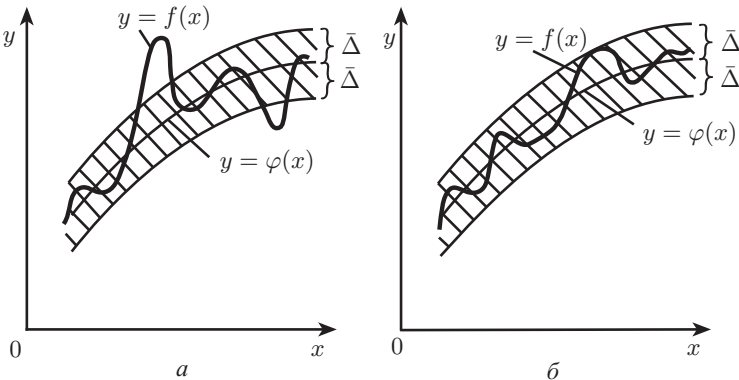 y = f(x)
y
Δ̄
Δ̄
y = φ(x)
0
x
а
y
y = f(x)
Δ̄
Δ̄
y = φ(x)
0
x
б